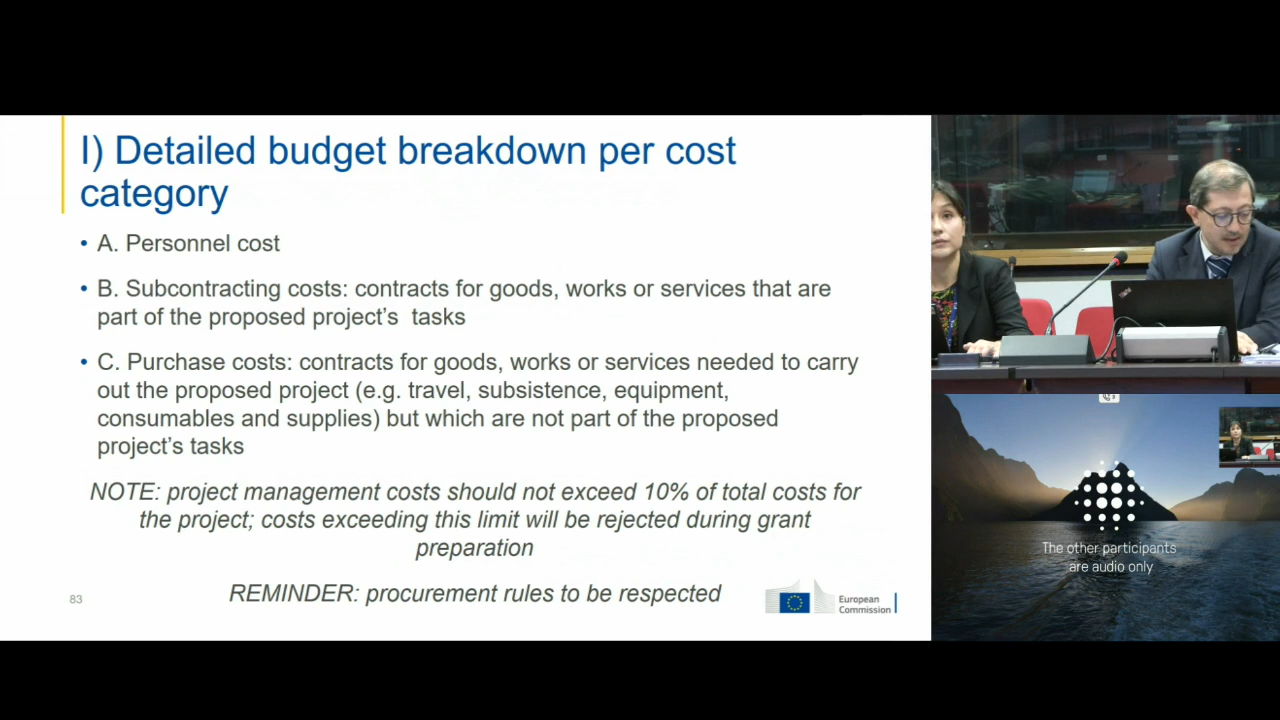 I) Detailed budget breakdown per cost
category
• A. Personnel cost
• B. Subcontracting costs: contracts for goods, works or services that are
part of the proposed project's tasks
• C. Purchase costs: contracts for goods, works or services needed to carry
out the proposed project (e.g. travel, subsistence, equipment,
consumables and supplies) but which are not part of the proposed
project's tasks
NOTE: project management costs should not exceed 10% of total costs for
the project; costs exceeding this limit will be rejected during grant
preparation
REMINDER: procurement rules to be respected
83
European
Commission
The other participants
are audio only